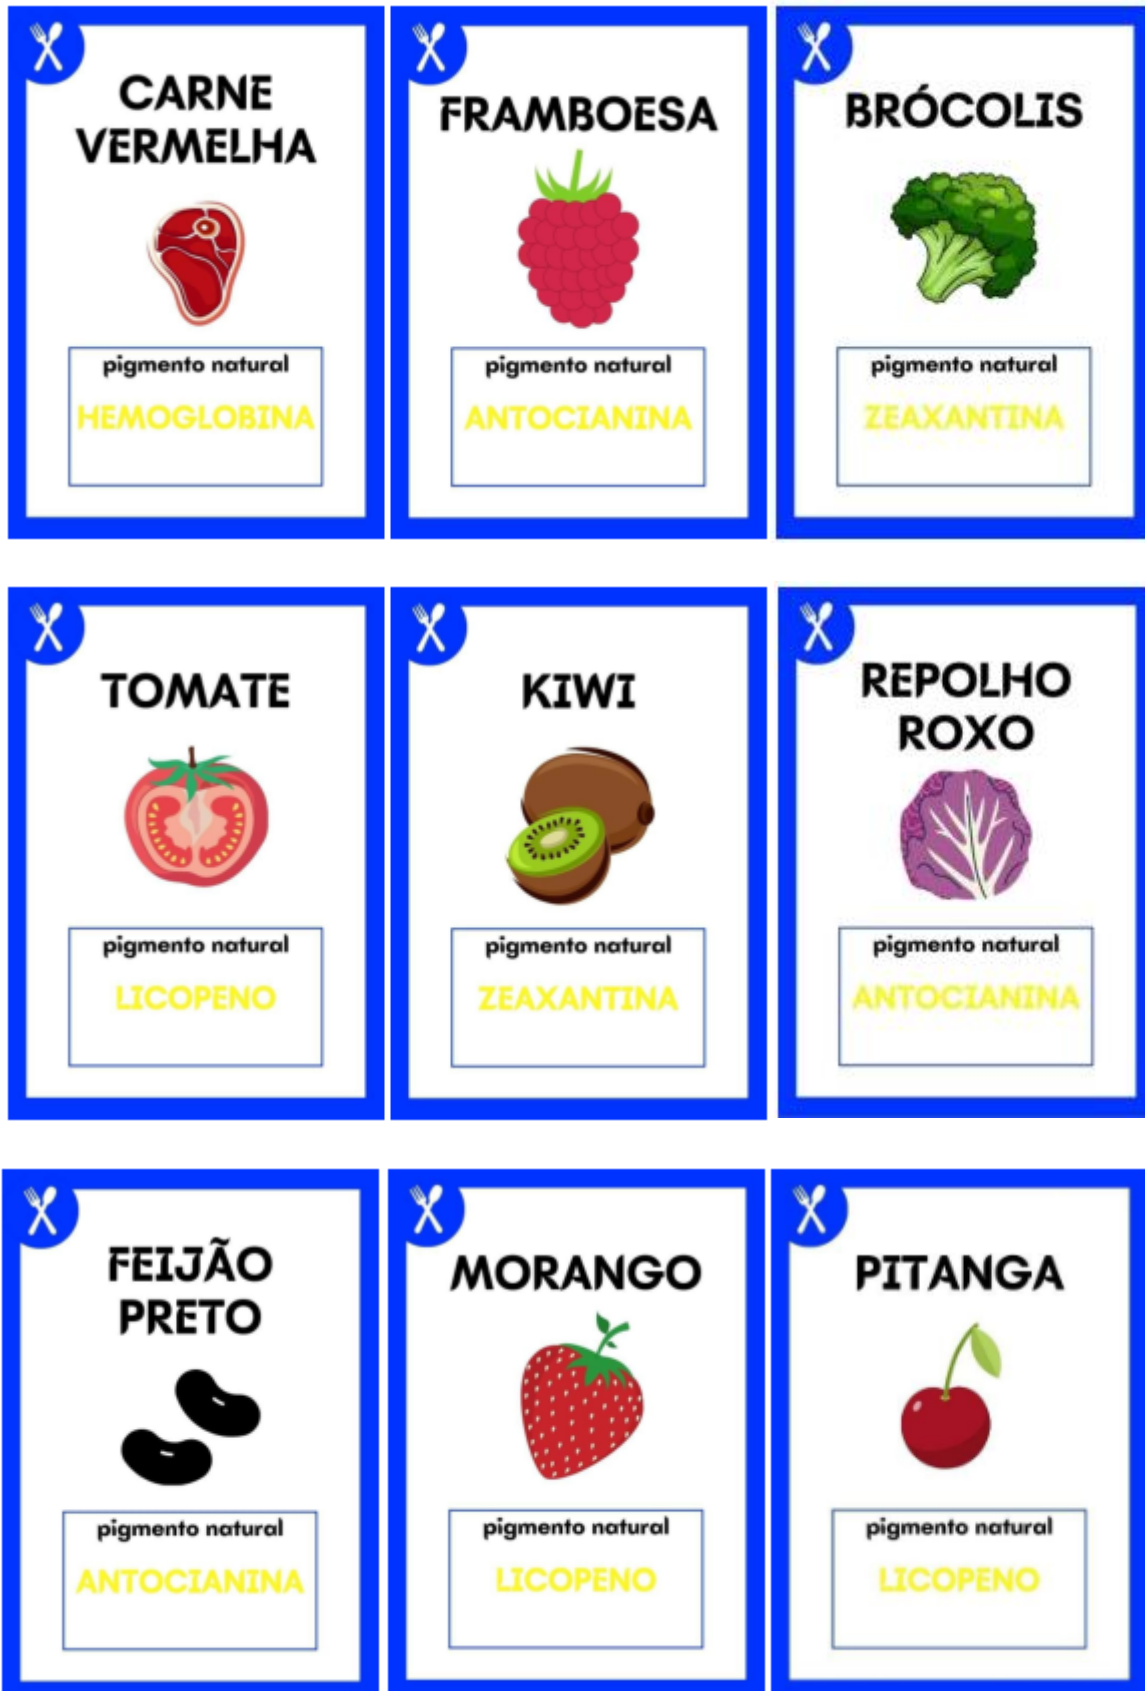 CARNE
VERMELHA
pigmento natural
HEMOGLOBINA
FRAMBOESA
pigmento natural
ANTOCIANINA
BRÓCOLIS
pigmento natural
ZEAXANTINA
TOMATE
pigmento natural
LICOPENO
KIWI
pigmento natural
ZEAXANTINA
REPOLHO
ROXO
pigmento natural
ANTOCIANINA
FEIJÃO
PRETO
pigmento natural
ANTOCIANINA
MORANGO
pigmento natural
LICOPENO
PITANGA
pigmento natural
LICOPENO